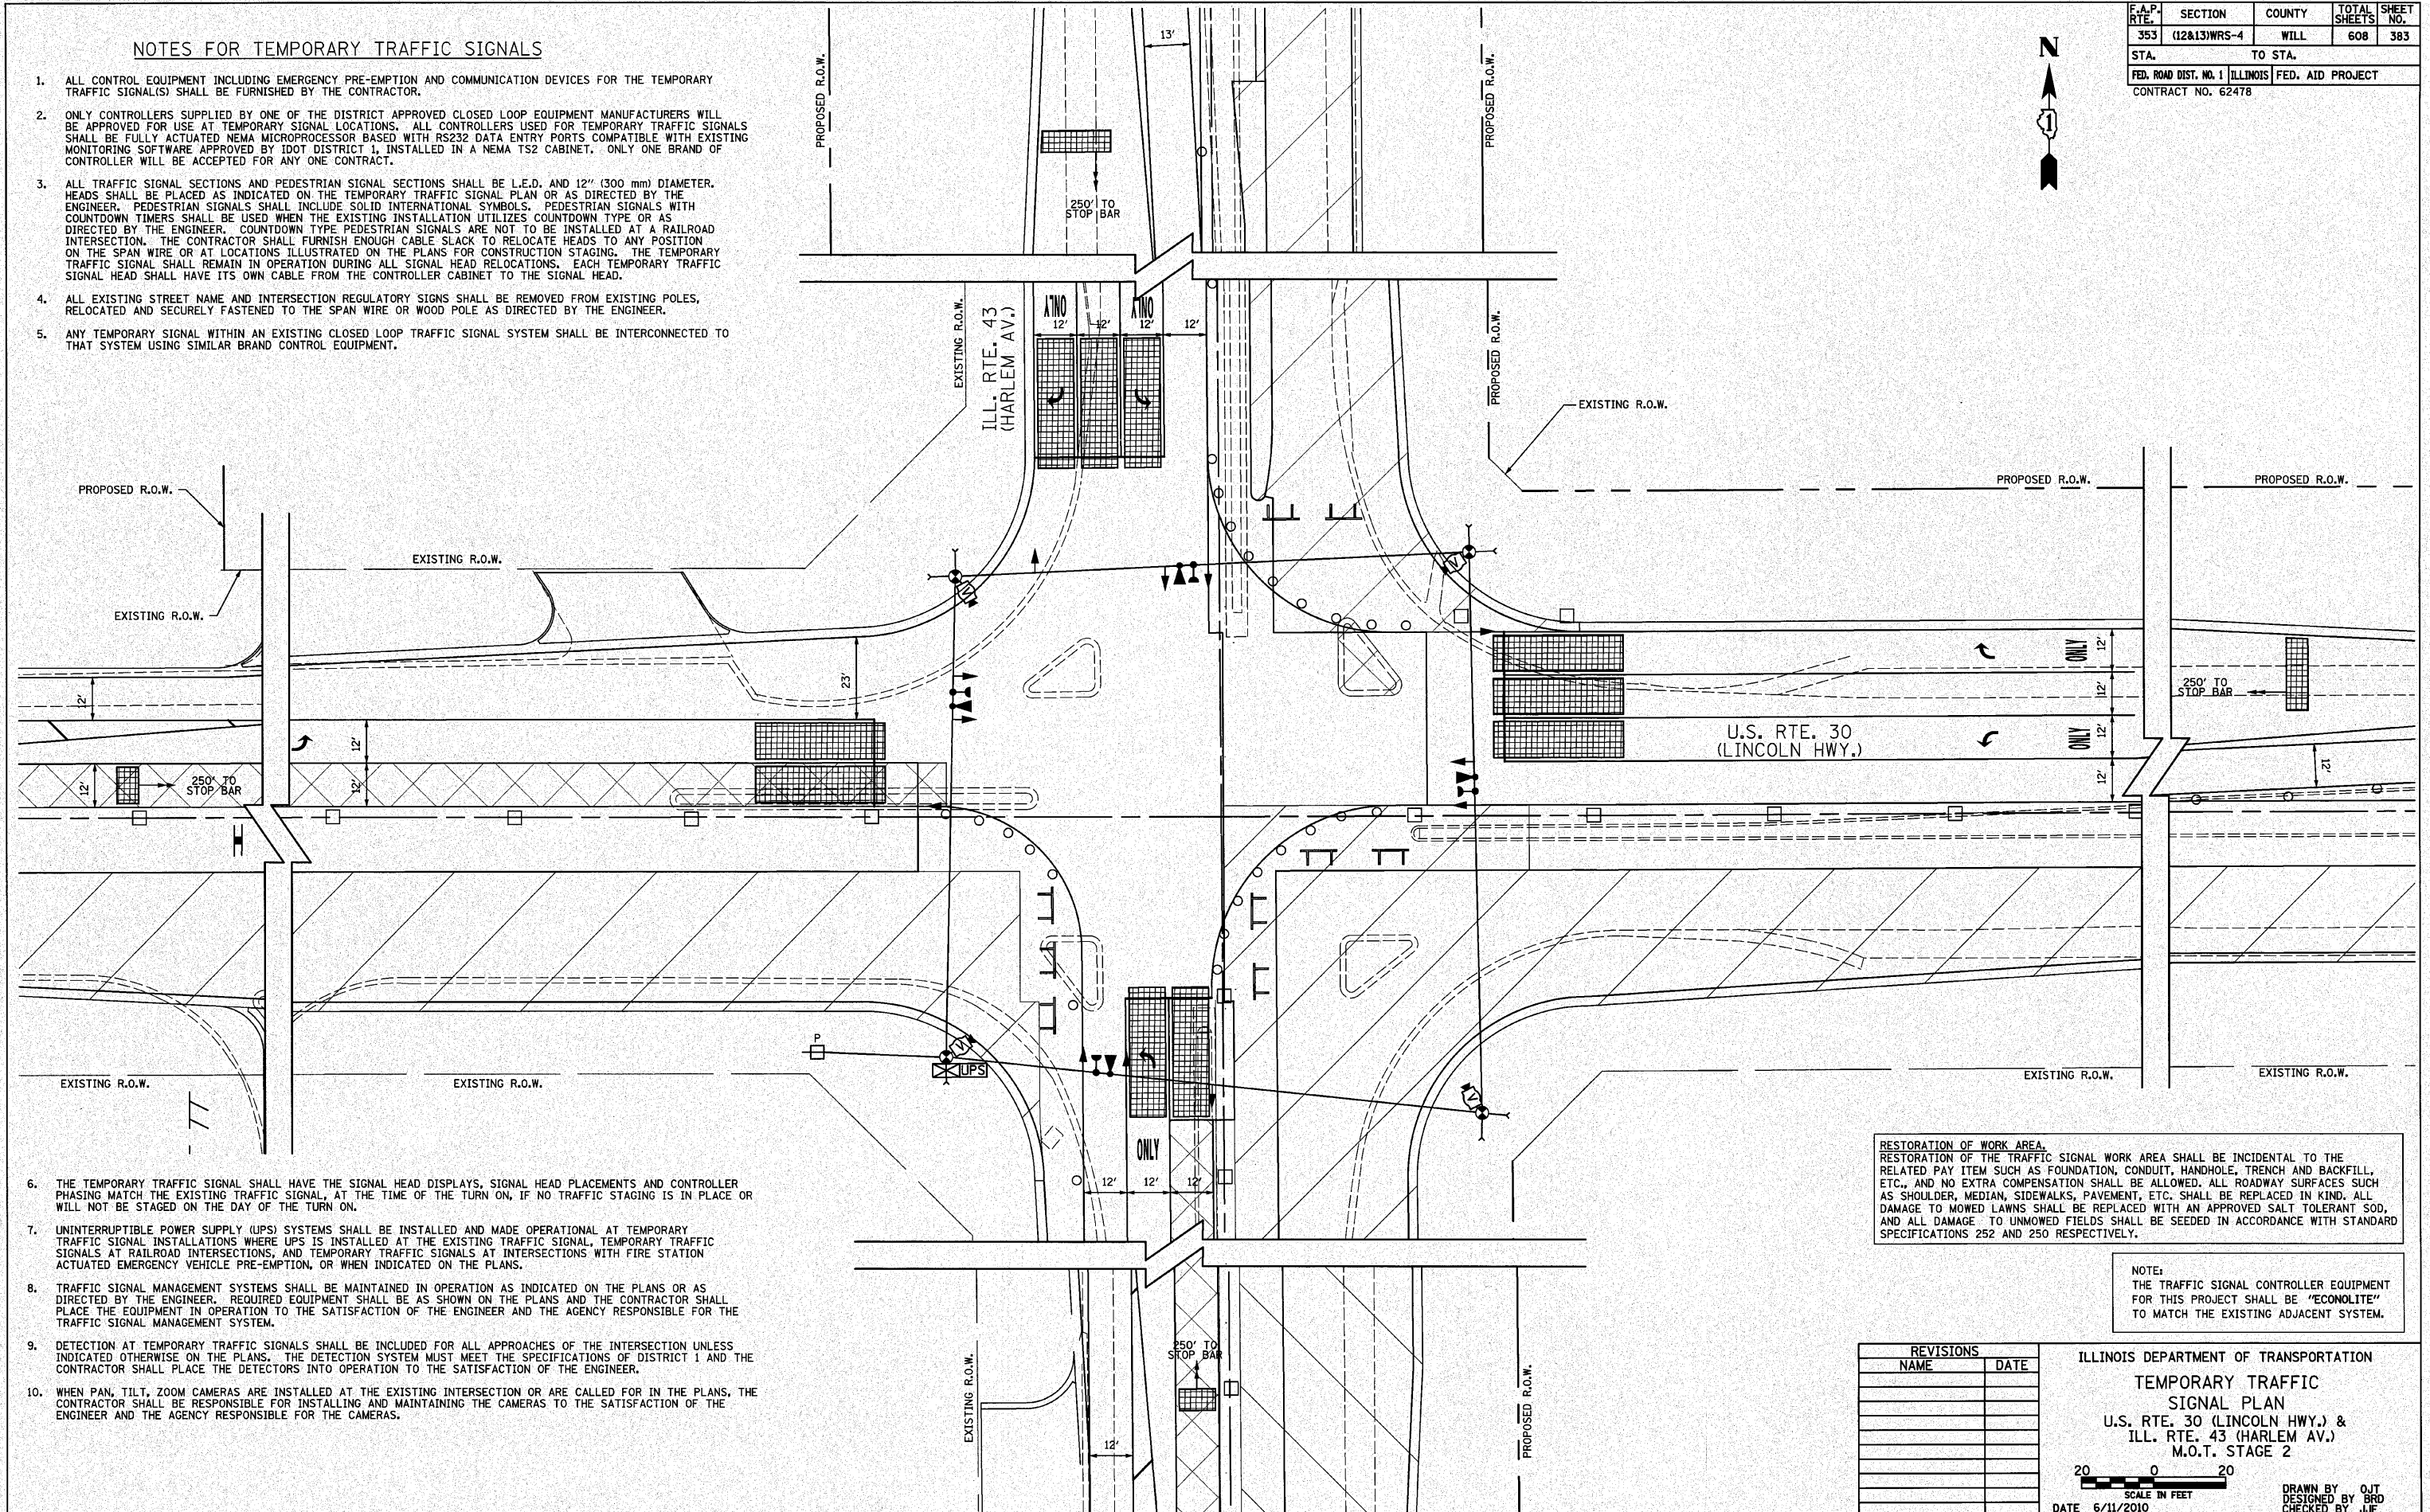 NOTES FOR TEMPORARY TRAFFIC SIGNALS
1. ALL CONTROL EQUIPMENT INCLUDING EMERGENCY PRE-EMPTION AND COMMUNICATION DEVICES FOR THE TEMPORARY
TRAFFIC SIGNAL(S) SHALL BE FURNISHED BY THE CONTRACTOR.
2. ONLY CONTROLLERS SUPPLIED BY ONE OF THE DISTRICT APPROVED CLOSED LOOP EQUIPMENT MANUFACTURERS WILL
BE APPROVED FOR USE AT TEMPORARY SIGNAL LOCATIONS. ALL CONTROLLERS USED FOR TEMPORARY TRAFFIC SIGNALS
SHALL BE FULLY ACTUATED NEMA MICROPROCESSOR BASED WITH RS232 DATA ENTRY PORTS COMPATIBLE WITH EXISTING
MONITORING SOFTWARE APPROVED BY IDOT DISTRICT 1, INSTALLED IN A NEMA TS2 CABINET. ONLY ONE BRAND OF
CONTROLLER WILL BE ACCEPTED FOR ANY ONE CONTRACT.
3. ALL TRAFFIC SIGNAL SECTIONS AND PEDESTRIAN SIGNAL SECTIONS SHALL BE L.E.D. AND 12" (300 mm) DIAMETER.
HEADS SHALL BE PLACED AS INDICATED ON THE TEMPORARY TRAFFIC SIGNAL PLAN OR AS DIRECTED BY THE
ENGINEER. PEDESTRIAN SIGNALS SHALL INCLUDE SOLID INTERNATIONAL SYMBOLS. PEDESTRIAN SIGNALS WITH
COUNTDOWN TIMERS SHALL BE USED WHEN THE EXISTING INSTALLATION UTILIZES COUNTDOWN TYPE OR AS
DIRECTED BY THE ENGINEER. COUNTDOWN TYPE PEDESTRIAN SIGNALS ARE NOT TO BE INSTALLED AT A RAILROAD
INTERSECTION. THE CONTRACTOR SHALL FURNISH ENOUGH CABLE SLACK TO RELOCATE HEADS TO ANY POSITION
ON THE SPAN WIRE OR AT LOCATIONS ILLUSTRATED ON THE PLANS FOR CONSTRUCTION STAGING. THE TEMPORARY
TRAFFIC SIGNAL SHALL REMAIN IN OPERATION DURING ALL SIGNAL HEAD RELOCATIONS. EACH TEMPORARY TRAFFIC
SIGNAL HEAD SHALL HAVE ITS OWN CABLE FROM THE CONTROLLER CABINET TO THE SIGNAL HEAD.
4. ALL EXISTING STREET NAME AND INTERSECTION REGULATORY SIGNS SHALL BE REMOVED FROM EXISTING POLES,
RELOCATED AND SECURELY FASTENED TO THE SPAN WIRE OR WOOD POLE AS DIRECTED BY THE ENGINEER.
5. ANY TEMPORARY SIGNAL WITHIN AN EXISTING CLOSED LOOP TRAFFIC SIGNAL SYSTEM SHALL BE INTERCONNECTED TO
THAT SYSTEM USING SIMILAR BRAND CONTROL EQUIPMENT.
F.A.P. RTE. SECTION COUNTY TOTAL SHEETS SHEET NO.
353 (12&13)WRS-4 WILL 608 383
STA. TO STA.
FED. ROAD DIST. NO. 1 ILLINOIS FED. AID PROJECT
CONTRACT NO. 62478
N
1
13'
PROPOSED R.O.W.
PROPOSED R.O.W.
250' TO
STOP BAR
EXISTING R.O.W.
ILL. RTE. 43
(HARLEM AV.)
ONLY
ONLY
12' 12' 12' 12'
PROPOSED R.O.W.
EXISTING R.O.W.
PROPOSED R.O.W.
EXISTING R.O.W.
EXISTING R.O.W.
PROPOSED R.O.W.
PROPOSED R.O.W.
V
V
12'
23'
12'
12'
12'
250' TO
STOP BAR
U.S. RTE. 30
(LINCOLN HWY.)
ONLY
ONLY
12'
12'
12'
12'
250' TO
STOP BAR
12'
P
V
UPS
V
EXISTING R.O.W.
EXISTING R.O.W.
EXISTING R.O.W.
EXISTING R.O.W.
ONLY
12' 12' 12'
250' TO
STOP BAR
EXISTING R.O.W.
PROPOSED R.O.W.
12'
6. THE TEMPORARY TRAFFIC SIGNAL SHALL HAVE THE SIGNAL HEAD DISPLAYS, SIGNAL HEAD PLACEMENTS AND CONTROLLER
PHASING MATCH THE EXISTING TRAFFIC SIGNAL, AT THE TIME OF THE TURN ON, IF NO TRAFFIC STAGING IS IN PLACE OR
WILL NOT BE STAGED ON THE DAY OF THE TURN ON.
7. UNINTERRUPTIBLE POWER SUPPLY (UPS) SYSTEMS SHALL BE INSTALLED AND MADE OPERATIONAL AT TEMPORARY
TRAFFIC SIGNAL INSTALLATIONS WHERE UPS IS INSTALLED AT THE EXISTING TRAFFIC SIGNAL, TEMPORARY TRAFFIC
SIGNALS AT RAILROAD INTERSECTIONS, AND TEMPORARY TRAFFIC SIGNALS AT INTERSECTIONS WITH FIRE STATION
ACTUATED EMERGENCY VEHICLE PRE-EMPTION, OR WHEN INDICATED ON THE PLANS.
8. TRAFFIC SIGNAL MANAGEMENT SYSTEMS SHALL BE MAINTAINED IN OPERATION AS INDICATED ON THE PLANS OR AS
DIRECTED BY THE ENGINEER. REQUIRED EQUIPMENT SHALL BE AS SHOWN ON THE PLANS AND THE CONTRACTOR SHALL
PLACE THE EQUIPMENT IN OPERATION TO THE SATISFACTION OF THE ENGINEER AND THE AGENCY RESPONSIBLE FOR THE
TRAFFIC SIGNAL MANAGEMENT SYSTEM.
9. DETECTION AT TEMPORARY TRAFFIC SIGNALS SHALL BE INCLUDED FOR ALL APPROACHES OF THE INTERSECTION UNLESS
INDICATED OTHERWISE ON THE PLANS. THE DETECTION SYSTEM MUST MEET THE SPECIFICATIONS OF DISTRICT 1 AND THE
CONTRACTOR SHALL PLACE THE DETECTORS INTO OPERATION TO THE SATISFACTION OF THE ENGINEER.
10. WHEN PAN, TILT, ZOOM CAMERAS ARE INSTALLED AT THE EXISTING INTERSECTION OR ARE CALLED FOR IN THE PLANS, THE
CONTRACTOR SHALL BE RESPONSIBLE FOR INSTALLING AND MAINTAINING THE CAMERAS TO THE SATISFACTION OF THE
ENGINEER AND THE AGENCY RESPONSIBLE FOR THE CAMERAS.
RESTORATION OF WORK AREA.
RESTORATION OF THE TRAFFIC SIGNAL WORK AREA SHALL BE INCIDENTAL TO THE
RELATED PAY ITEM SUCH AS FOUNDATION, CONDUIT, HANDHOLE, TRENCH AND BACKFILL,
ETC., AND NO EXTRA COMPENSATION SHALL BE ALLOWED. ALL ROADWAY SURFACES SUCH
AS SHOULDER, MEDIAN, SIDEWALKS, PAVEMENT, ETC. SHALL BE REPLACED IN KIND. ALL
DAMAGE TO MOWED LAWNS SHALL BE REPLACED WITH AN APPROVED SALT TOLERANT SOD,
AND ALL DAMAGE TO UNMOWED FIELDS SHALL BE SEEDED IN ACCORDANCE WITH STANDARD
SPECIFICATIONS 252 AND 250 RESPECTIVELY.
NOTE:
THE TRAFFIC SIGNAL CONTROLLER EQUIPMENT
FOR THIS PROJECT SHALL BE "ECONOLITE"
TO MATCH THE EXISTING ADJACENT SYSTEM.
REVISIONS
NAME DATE
ILLINOIS DEPARTMENT OF TRANSPORTATION
TEMPORARY TRAFFIC
SIGNAL PLAN
U.S. RTE. 30 (LINCOLN HWY.) &
ILL. RTE. 43 (HARLEM AV.)
M.O.T. STAGE 2
20 0 20
SCALE IN FEET
DATE 6/11/2010
DRAWN BY OJT
DESIGNED BY BRD
CHECKED BY JJE